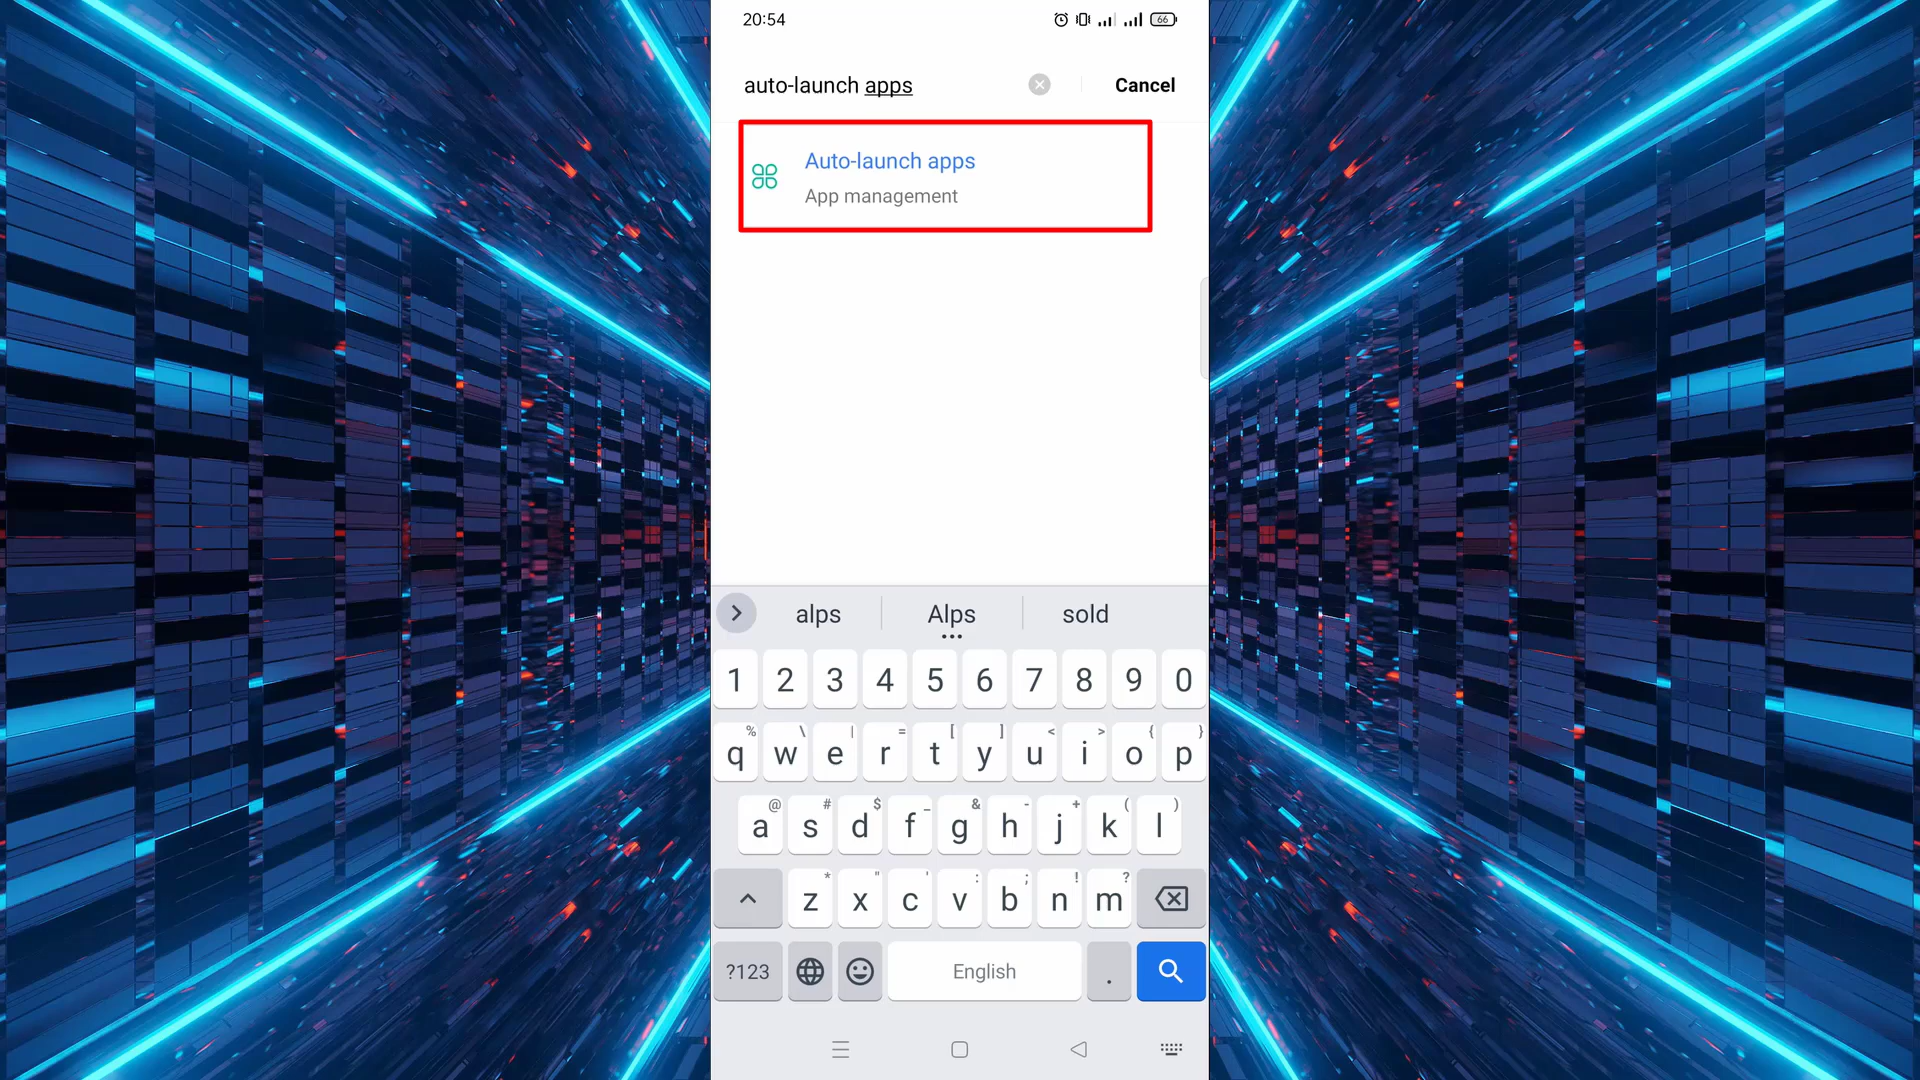 20:54
66
auto-launch apps
Cancel
Auto-launch apps
App management
alps Alps sold
1 2 3 4 5 6 7 8 9 0
% \ | = [ ] < > { }
q w e r t y u i o p
@ # $ _ & - + ( )
a s d f g h j k l
* " ' : ; ! ?
z x c v b n m
?123 English .